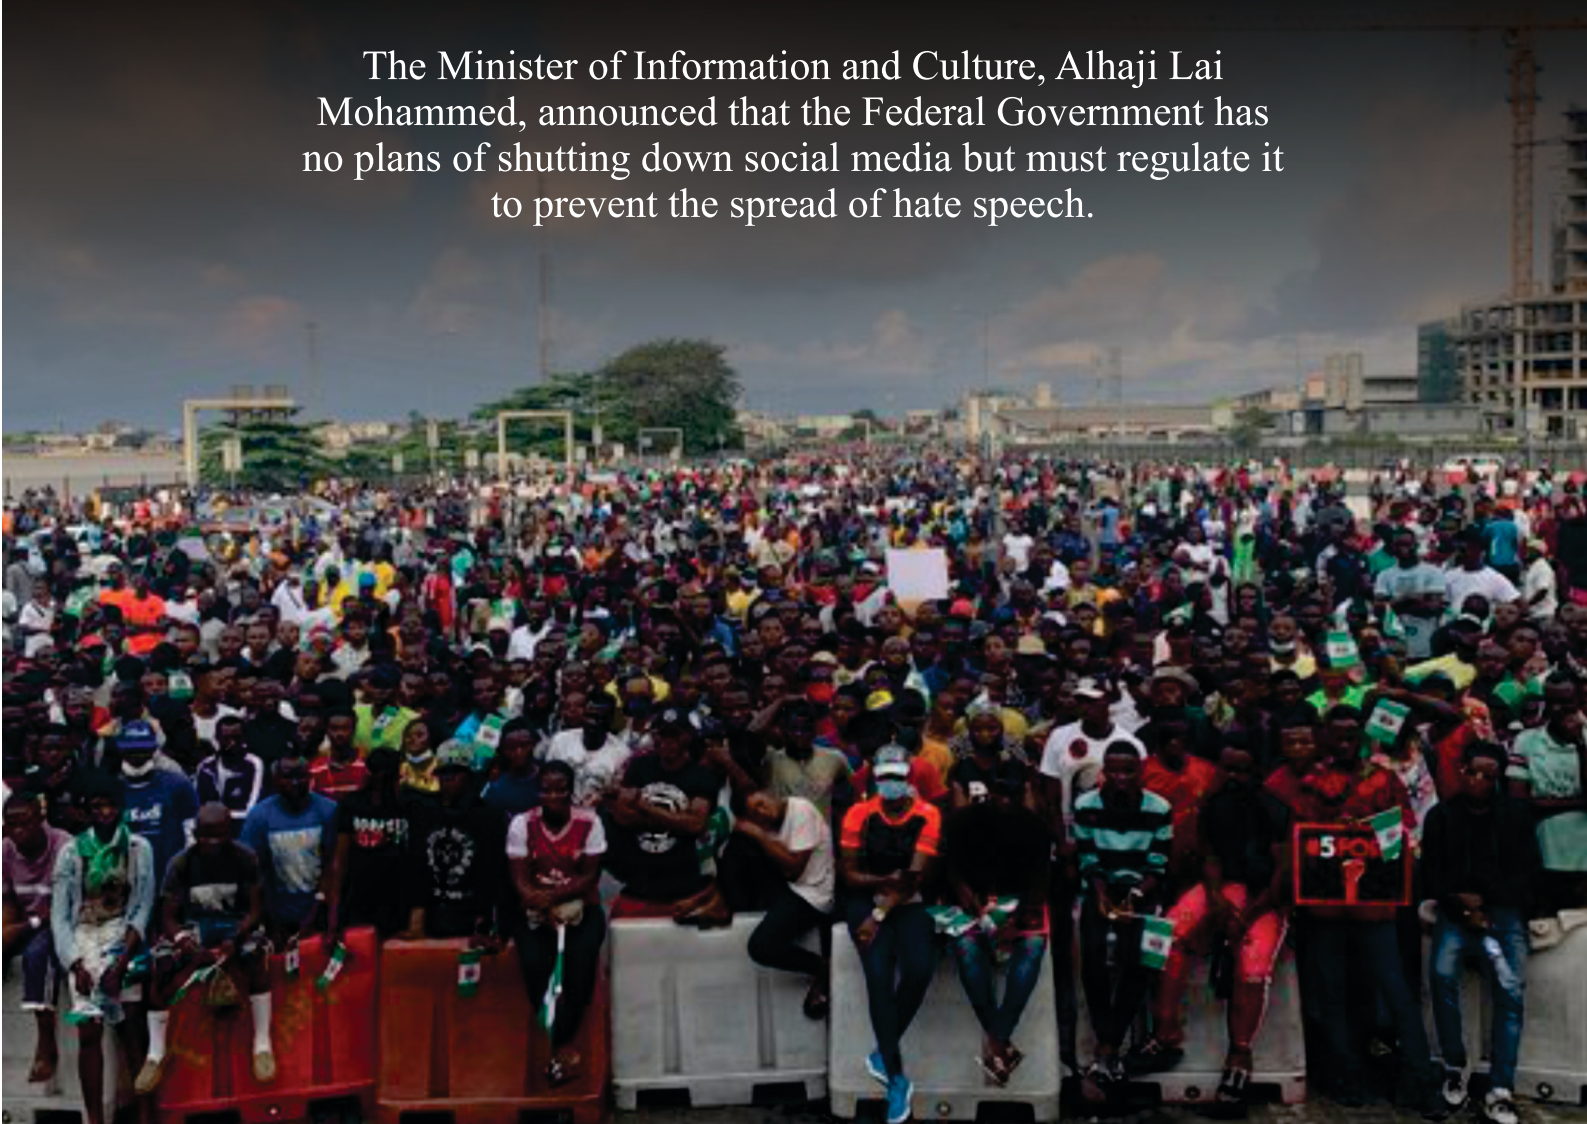 The Minister of Information and Culture, Alhaji Lai
Mohammed, announced that the Federal Government has
no plans of shutting down social media but must regulate it
to prevent the spread of hate speech.
#5FO